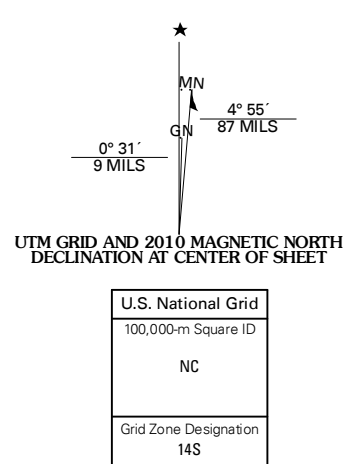 ★
MN
4° 55´
87 MILS
GN
0° 31´
9 MILS
UTM GRID AND 2010 MAGNETIC NORTH
DECLINATION AT CENTER OF SHEET
U.S. National Grid
100,000-m Square ID
NC
Grid Zone Designation
14S